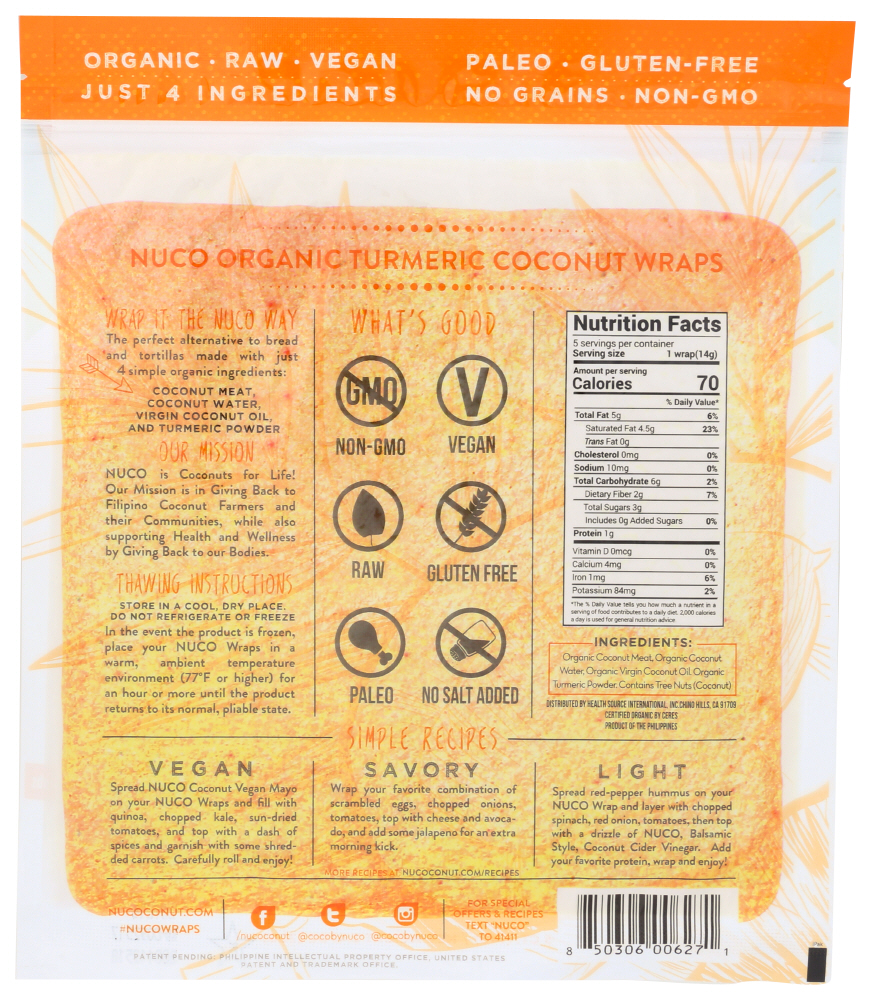 ORGANIC · RAW · VEGAN
JUST 4 INGREDIENTS
PALEO · GLUTEN-FREE
NO GRAINS · NON-GMO
NUCO ORGANIC TURMERIC COCONUT WRAPS
WRAP IT THE NUCO WAY
The perfect alternative to bread
and tortillas made with just
4 simple organic ingredients:
COCONUT MEAT,
COCONUT WATER,
VIRGIN COCONUT OIL,
AND TURMERIC POWDER
OUR MISSION
NUCO is Coconuts for Life!
Our Mission is in Giving Back to
Filipino Coconut Farmers and
their Communities, while also
supporting Health and Wellness
by Giving Back to our Bodies.
THAWING INSTRUCTIONS
STORE IN A COOL, DRY PLACE.
DO NOT REFRIGERATE OR FREEZE
In the event the product is frozen,
place your NUCO Wraps in a
warm, ambient temperature
environment (77°F or higher) for
an hour or more until the product
returns to its normal, pliable state.
WHAT'S GOOD
GMO
V
NON-GMO
VEGAN
RAW
GLUTEN FREE
PALEO
NO SALT ADDED
Nutrition Facts
5 servings per container
Serving size 1 wrap(14g)
Amount per serving
Calories 70
% Daily Value*
Total Fat 5g 6%
Saturated Fat 4.5g 23%
Trans Fat 0g
Cholesterol 0mg 0%
Sodium 10mg 0%
Total Carbohydrate 6g 2%
Dietary Fiber 2g 7%
Total Sugars 3g
Includes 0g Added Sugars 0%
Protein 1g
Vitamin D 0mcg 0%
Calcium 4mg 0%
Iron 1mg 6%
Potassium 84mg 2%
*The % Daily Value tells you how much a nutrient in a
serving of food contributes to a daily diet. 2,000 calories
a day is used for general nutrition advice
INGREDIENTS:
Organic Coconut Meat, Organic Coconut
Water, Organic Virgin Coconut Oil, Organic
Turmeric Powder. Contains Tree Nuts (Coconut)
DISTRIBUTED BY HEALTH SOURCE INTERNATIONAL, INC CHINO HILLS, CA 91709
CERTIFIED ORGANIC BY CERES
PRODUCT OF THE PHILIPPINES
SIMPLE RECIPES
VEGAN
Spread NUCO Coconut Vegan Mayo
on your NUCO Wraps and fill with
quinoa, chopped kale, sun-dried
tomatoes, and top with a dash of
spices and garnish with some shred-
ded carrots. Carefully roll and enjoy!
SAVORY
Wrap your favorite combination of
scrambled eggs, chopped onions,
tomatoes, top with cheese and avoca-
do, and add some jalapeno for an extra
morning kick.
LIGHT
Spread red-pepper hummus on your
NUCO Wrap and layer with chopped
spinach, red onion, tomatoes, then top
with a drizzle of NUCO, Balsamic
Style, Coconut Cider Vinegar. Add
your favorite protein, wrap and enjoy!
MORE RECIPES AT NUCOCONUT.COM/RECIPES
NUCOCONUT.COM
#NUCOWRAPS
/nucoconut @cocobynuco @cocobynuco
FOR SPECIAL
OFFERS & RECIPES
TEXT "NUCO"
TO 41411
8 50306 00627 1
PATENT PENDING: PHILIPPINE INTELLECTUAL PROPERTY OFFICE, UNITED STATES
PATENT AND TRADEMARK OFFICE.